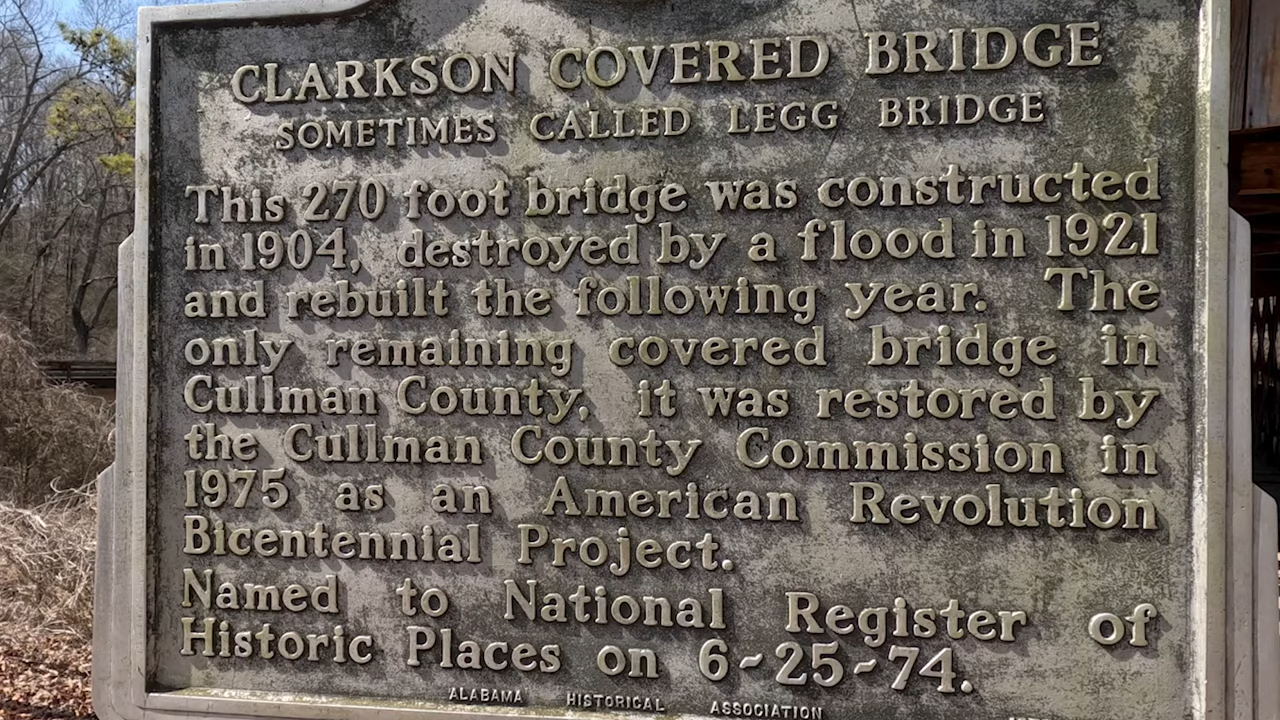 CLARKSON COVERED BRIDGE
SOMETIMES CALLED LEGG BRIDGE
This 270 foot bridge was constructed
in 1904, destroyed by a flood in 1921
and rebuilt the following year. The
only remaining covered bridge in
Cullman County, it was restored by
the Cullman County Commission in
1975 as an American Revolution
Bicentennial Project.
Named to National Register of
Historic Places on 6-25-74.
ALABAMA HISTORICAL ASSOCIATION